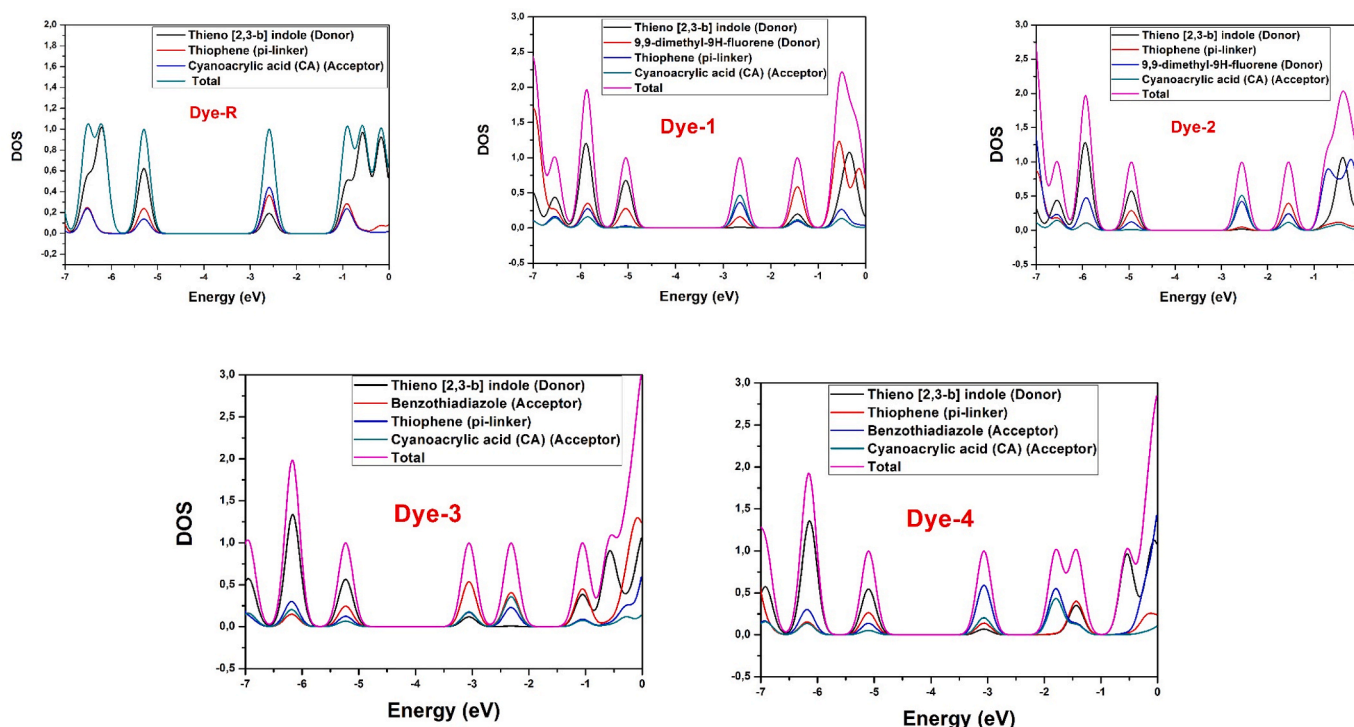 2,0
1,8
1,6
1,4
1,2
1,0
0,8
0,6
0,4
0,2
0,0
0,2
DOS
Thieno [2,3-b] indole (Donor)
Thiophene (pi-linker)
Cyanoacrylic acid (CA) (Acceptor)
Total
Dye-R
-7 -6 -5 -4 -3 -2 -1 0
Energy (eV)
3,0
2,5
2,0
1,5
1,0
0,5
0,0
0,5
DOS
Thieno [2,3-b] indole (Donor)
9,9-dimethyl-9H-fluorene (Donor)
Thiophene (pi-linker)
Cyanoacrylic acid (CA) (Acceptor)
Total
Dye-1
-7 -6 -5 -4 -3 -2 -1 0
Energy (eV)
3,0
2,5
2,0
1,5
1,0
0,5
0,0
0,5
DOS
Thieno [2,3-b] indole (Donor)
Thiophene (pi-linker)
9,9-dimethyl-9H-fluorene (Donor)
Cyanoacrylic acid (CA) (Acceptor)
Total
Dye-2
-7 -6 -5 -4 -3 -2 -1 0
Energy (eV)
3,0
2,5
2,0
1,5
1,0
0,5
0,0
0,5
DOS
Thieno [2,3-b] indole (Donor)
Benzothiadiazole (Acceptor)
Thiophene (pi-linker)
Cyanoacrylic acid (CA) (Acceptor)
Total
Dye-3
-7 -6 -5 -4 -3 -2 -1 0
Energy (eV)
3,0
2,5
2,0
1,5
1,0
0,5
0,0
0,5
DOS
Thieno [2,3-b] indole (Donor)
Thiophene (pi-linker)
Benzothiadiazole (Acceptor)
Cyanoacrylic acid (CA) (Acceptor)
Total
Dye-4
-7 -6 -5 -4 -3 -2 -1 0
Energy (eV)